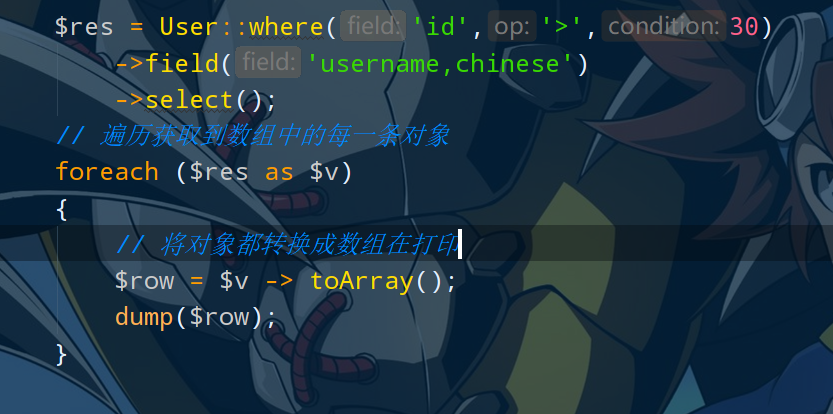 $res = User::where( field: 'id', op: '>', condition: 30)
->field( field: 'username,chinese')
->select();
// 遍历获取到数组中的每一条对象
foreach ($res as $v)
{
// 将对象都转换成数组在打印
$row = $v -> toArray();
dump($row);
}